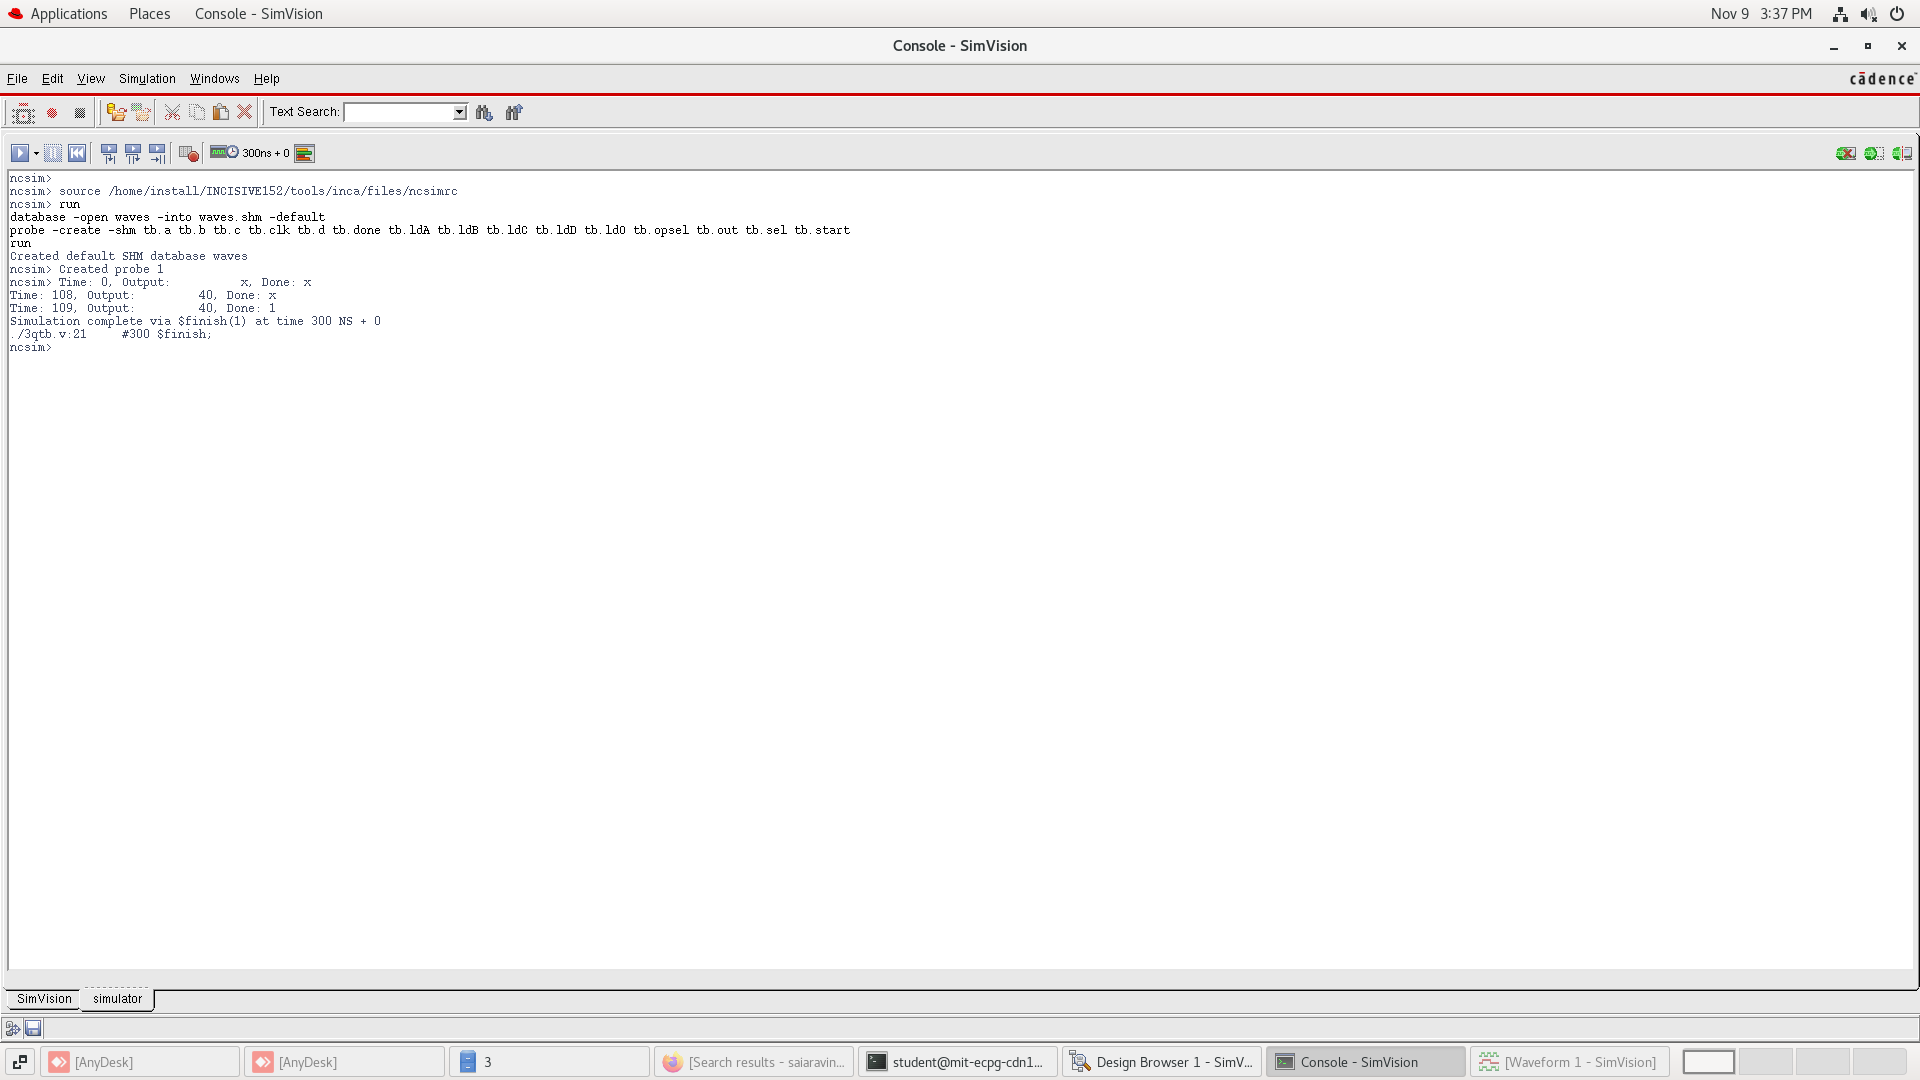 Applications Places Console - SimVision Nov 9 3:37 PM
Console - SimVision
File Edit View Simulation Windows Help cādence
Text Search:
300ns + 0
ncsim>
ncsim> source /home/install/INCISIVE152/tools/inca/files/ncsimrc
ncsim> run
database -open waves -into waves.shm -default
probe -create -shm tb.a tb.b tb.c tb.clk tb.d tb.done tb.ldA tb.ldB tb.ldC tb.ldD tb.ldO tb.opsel tb.out tb.sel tb.start
run
Created default SHM database waves
ncsim> Created probe 1
ncsim> Time: 0, Output:          x, Done: x
Time: 108, Output:         40, Done: x
Time: 109, Output:         40, Done: 1
Simulation complete via $finish(1) at time 300 NS + 0
./3qtb.v:21     #300 $finish;
ncsim>
SimVision simulator
[AnyDesk] [AnyDesk] 3 [Search results - saiaravin... student@mit-ecpg-cdn1... Design Browser 1 - SimV... Console - SimVision [Waveform 1 - SimVision]